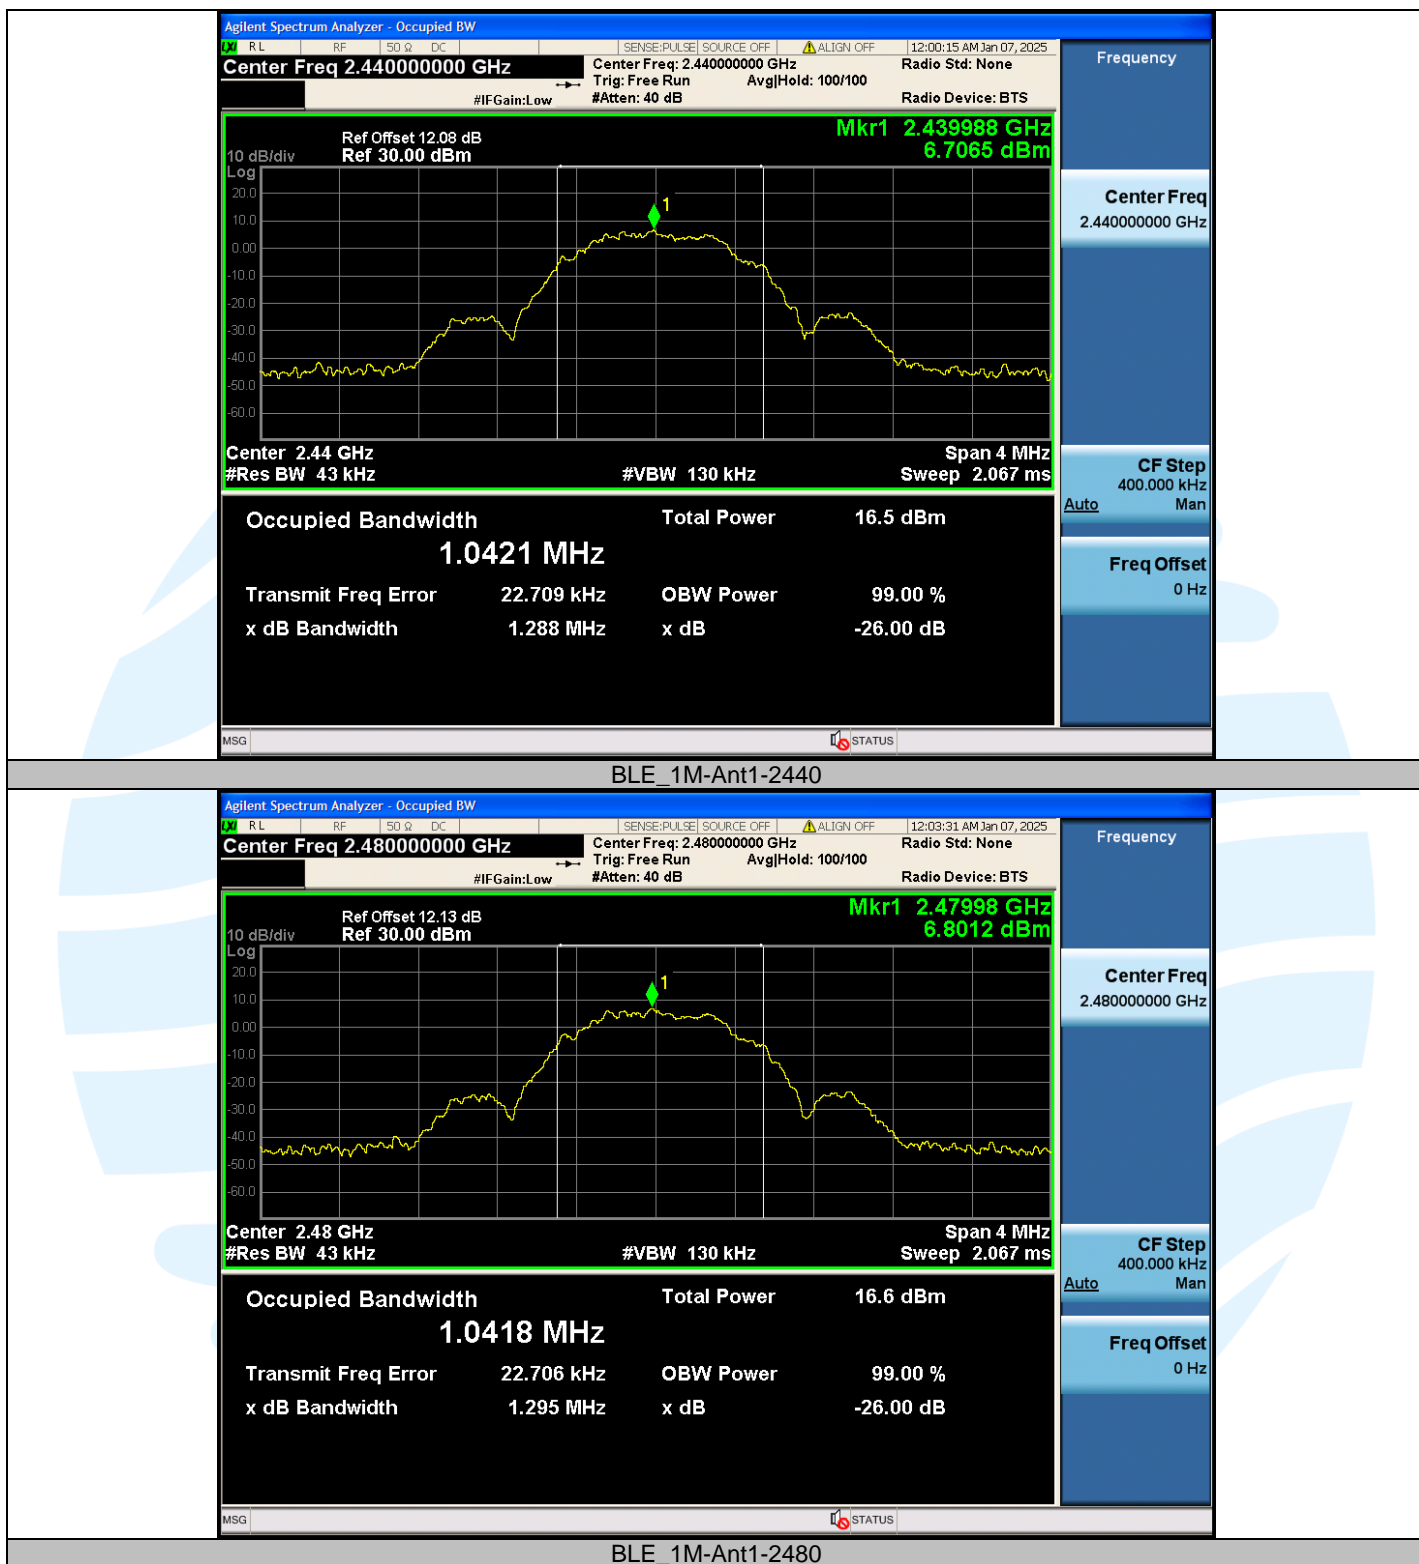 Agilent Spectrum Analyzer - Occupied BW
LXI RL RF 50 Ω DC SENSE:PULSE SOURCE OFF ALIGN OFF 12:00:15 AM Jan 07, 2025
Center Freq 2.440000000 GHz
Center Freq: 2.440000000 GHz
Radio Std: None
Trig: Free Run Avg|Hold: 100/100
#IFGain:Low #Atten: 40 dB Radio Device: BTS
Frequency
Ref Offset 12.08 dB
10 dB/div Ref 30.00 dBm
Mkr1 2.439988 GHz
6.7065 dBm
Log
20.0
10.0
0.00
-10.0
-20.0
-30.0
-40.0
-50.0
-60.0
1
Center 2.44 GHz Span 4 MHz
#Res BW 43 kHz #VBW 130 kHz Sweep 2.067 ms
Center Freq
2.440000000 GHz
CF Step
400.000 kHz
Auto Man
Freq Offset
0 Hz
Occupied Bandwidth Total Power 16.5 dBm
1.0421 MHz
Transmit Freq Error 22.709 kHz OBW Power 99.00 %
x dB Bandwidth 1.288 MHz x dB -26.00 dB
MSG STATUS
BLE_1M-Ant1-2440
Agilent Spectrum Analyzer - Occupied BW
LXI RL RF 50 Ω DC SENSE:PULSE SOURCE OFF ALIGN OFF 12:03:31 AM Jan 07, 2025
Center Freq 2.480000000 GHz
Center Freq: 2.480000000 GHz
Radio Std: None
Trig: Free Run Avg|Hold: 100/100
#IFGain:Low #Atten: 40 dB Radio Device: BTS
Frequency
Ref Offset 12.13 dB
10 dB/div Ref 30.00 dBm
Mkr1 2.47998 GHz
6.8012 dBm
Log
20.0
10.0
0.00
-10.0
-20.0
-30.0
-40.0
-50.0
-60.0
1
Center 2.48 GHz Span 4 MHz
#Res BW 43 kHz #VBW 130 kHz Sweep 2.067 ms
Center Freq
2.480000000 GHz
CF Step
400.000 kHz
Auto Man
Freq Offset
0 Hz
Occupied Bandwidth Total Power 16.6 dBm
1.0418 MHz
Transmit Freq Error 22.706 kHz OBW Power 99.00 %
x dB Bandwidth 1.295 MHz x dB -26.00 dB
MSG STATUS
BLE_1M-Ant1-2480